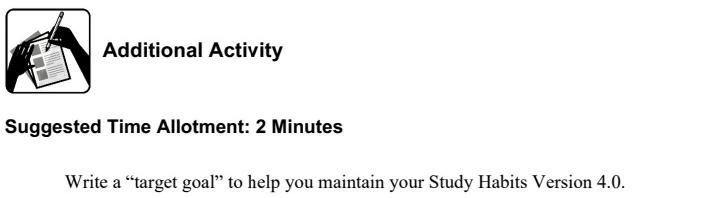 Additional Activity
Suggested Time Allotment: 2 Minutes
Write a “target goal” to help you maintain your Study Habits Version 4.0.